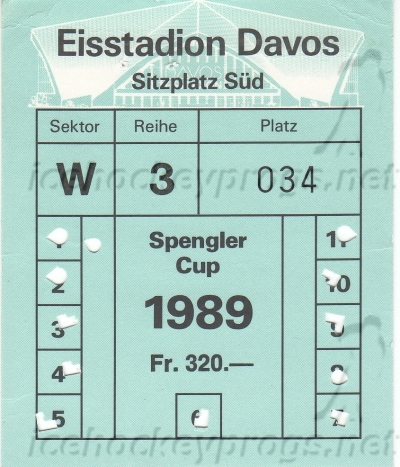 Eisstadion Davos
DAVOS
Sitzplatz Süd
Sektor Reihe Platz
W 3 034
icehockeyprogs.net
Spengler
Cup
1989
Fr. 320.—
1
2
3
4
5
6
7
8
9
10
11
icehockeyprogs.net